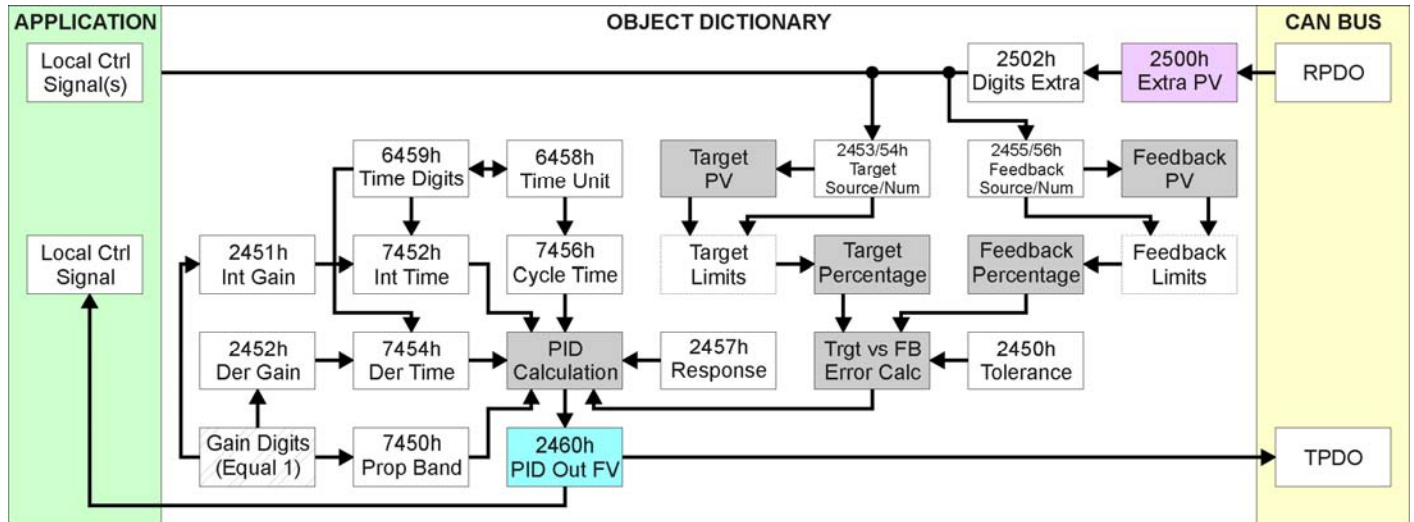 APPLICATION
OBJECT DICTIONARY
CAN BUS
Local Ctrl
Signal(s)
2502h
Digits Extra
2500h
Extra PV
RPDO
6459h
Time Digits
6458h
Time Unit
Target
PV
2453/54h
Target
Source/Num
2455/56h
Feedback
Source/Num
Feedback
PV
Local Ctrl
Signal
2451h
Int Gain
7452h
Int Time
7456h
Cycle Time
Target
Limits
Target
Percentage
Feedback
Percentage
Feedback
Limits
2452h
Der Gain
7454h
Der Time
PID
Calculation
2457h
Response
Trgt vs FB
Error Calc
2450h
Tolerance
Gain Digits
(Equal 1)
7450h
Prop Band
2460h
PID Out FV
TPDO